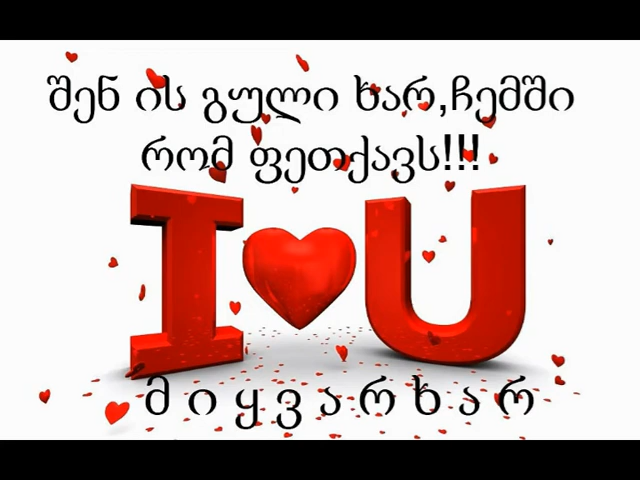 შენ ის გული ხარ,ჩემში
რომ ფეთქავს!!!
I ♥ U
მ ი ყ ვ ა რ ხ ა რ